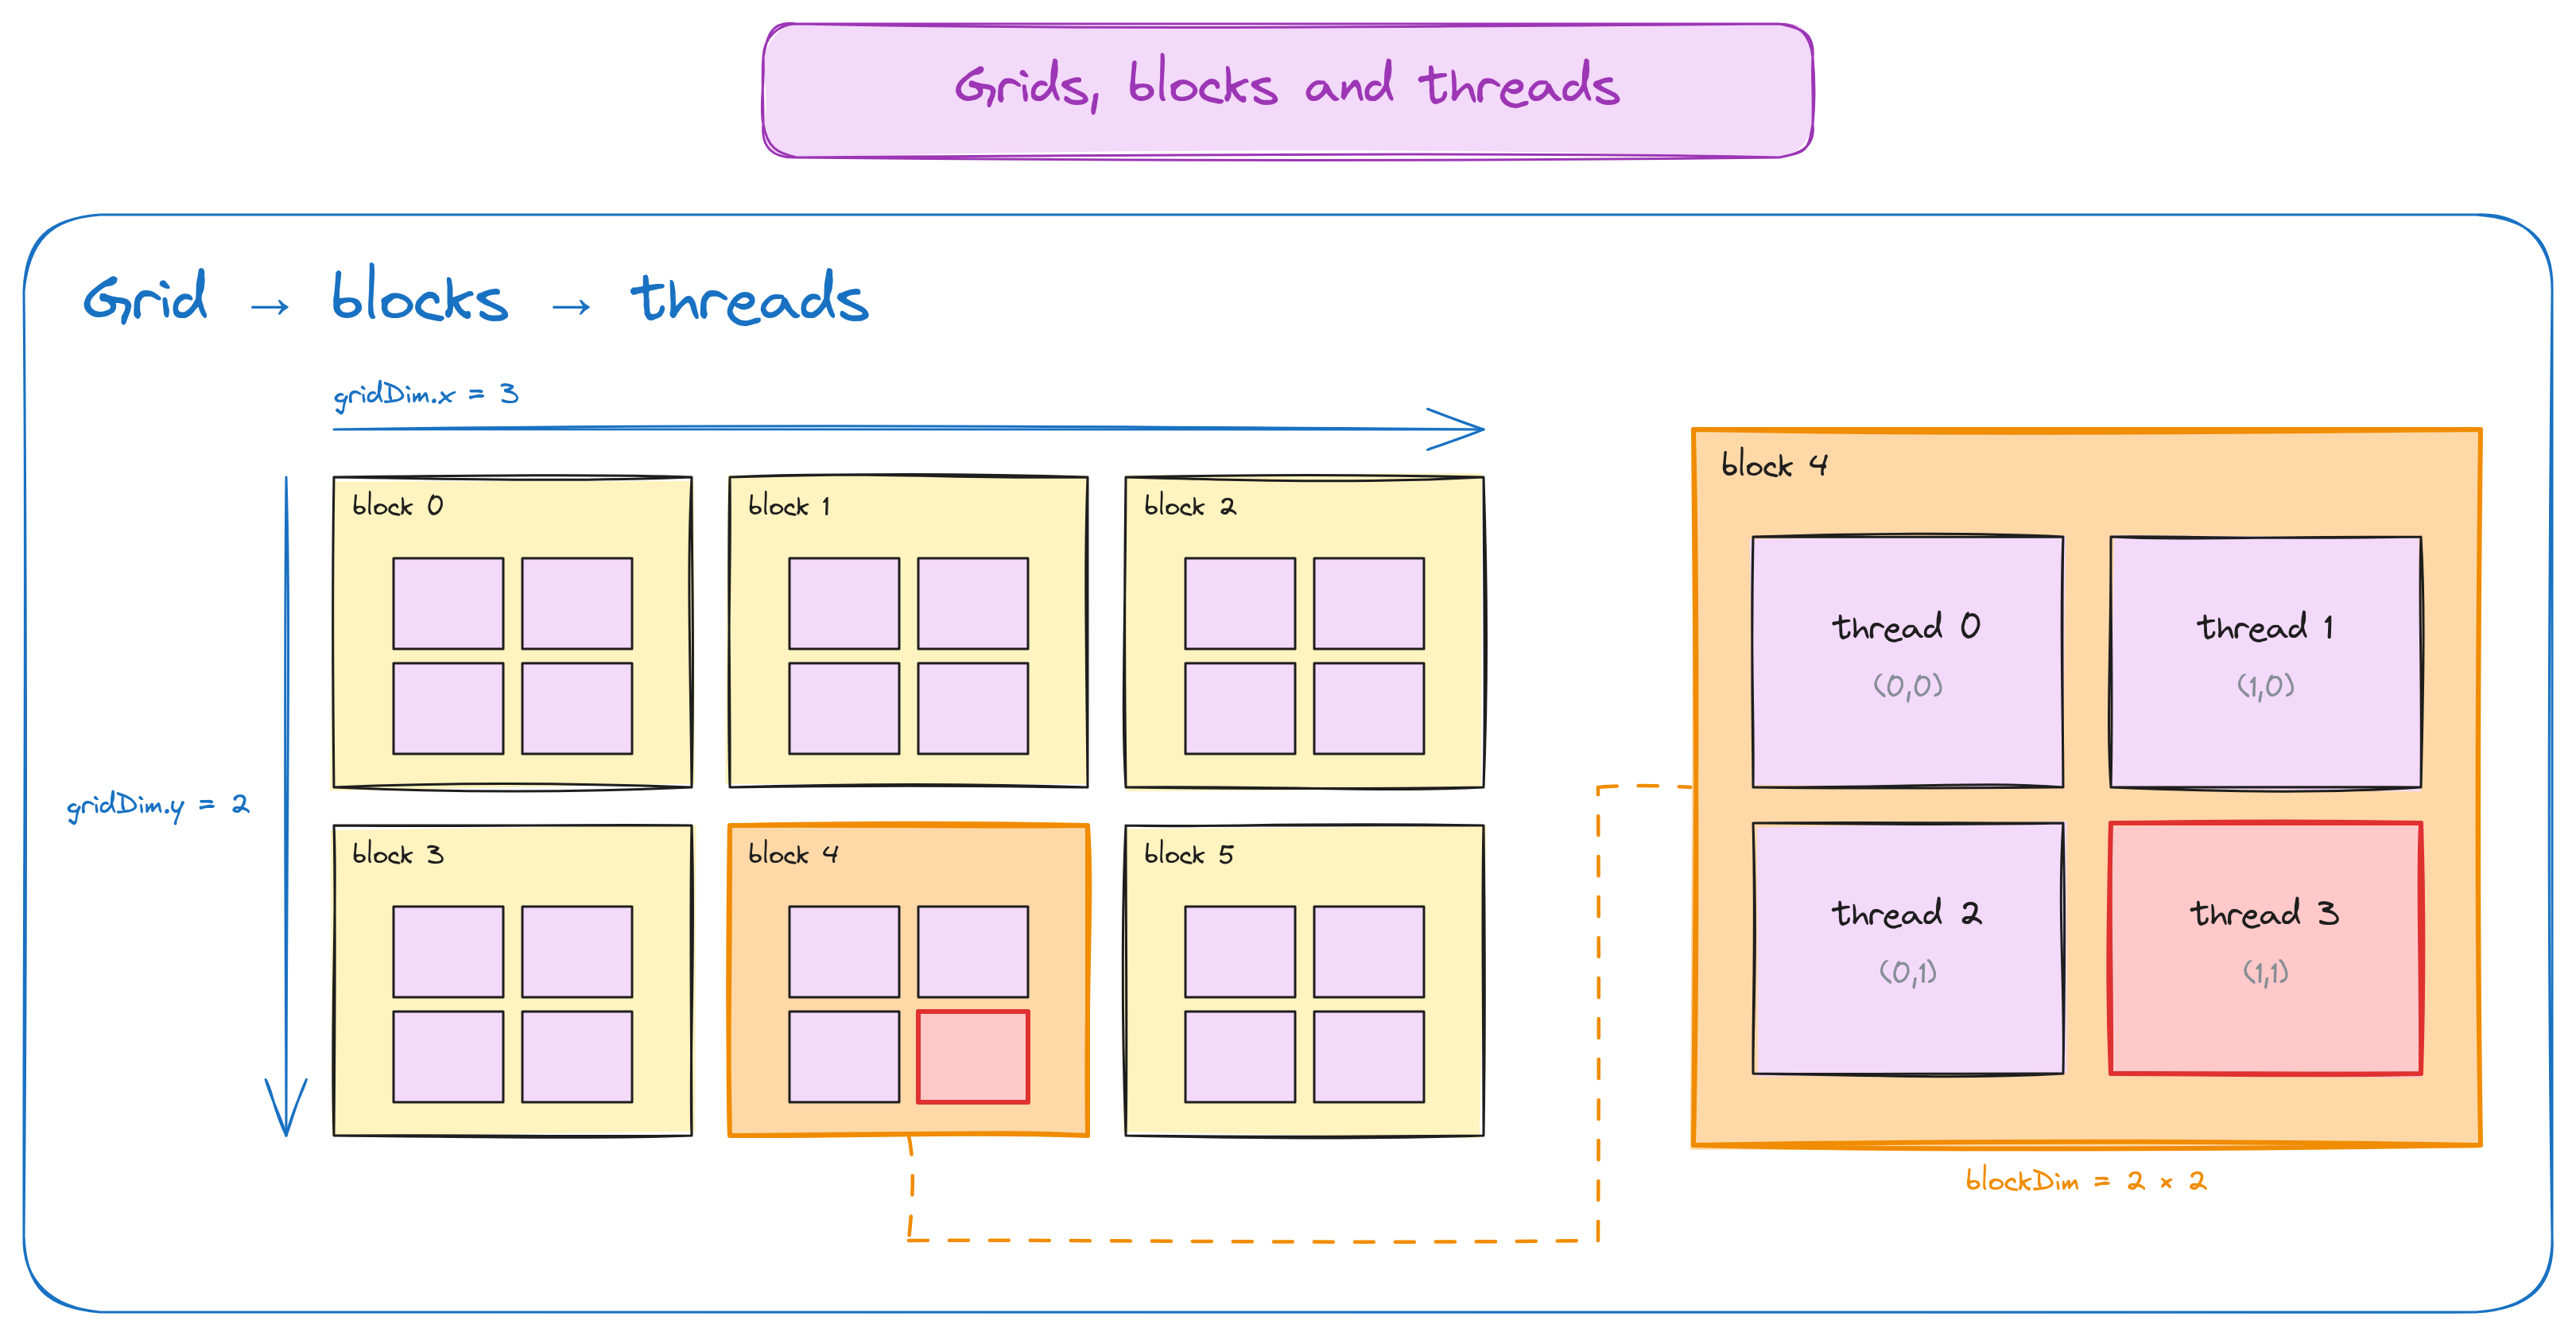 Grids, blocks and threads
Grid → blocks → threads
gridDim.x = 3
gridDim.y = 2
block 0
block 1
block 2
block 3
block 4
block 5
block 4
thread 0
(0,0)
thread 1
(1,0)
thread 2
(0,1)
thread 3
(1,1)
blockDim = 2 × 2